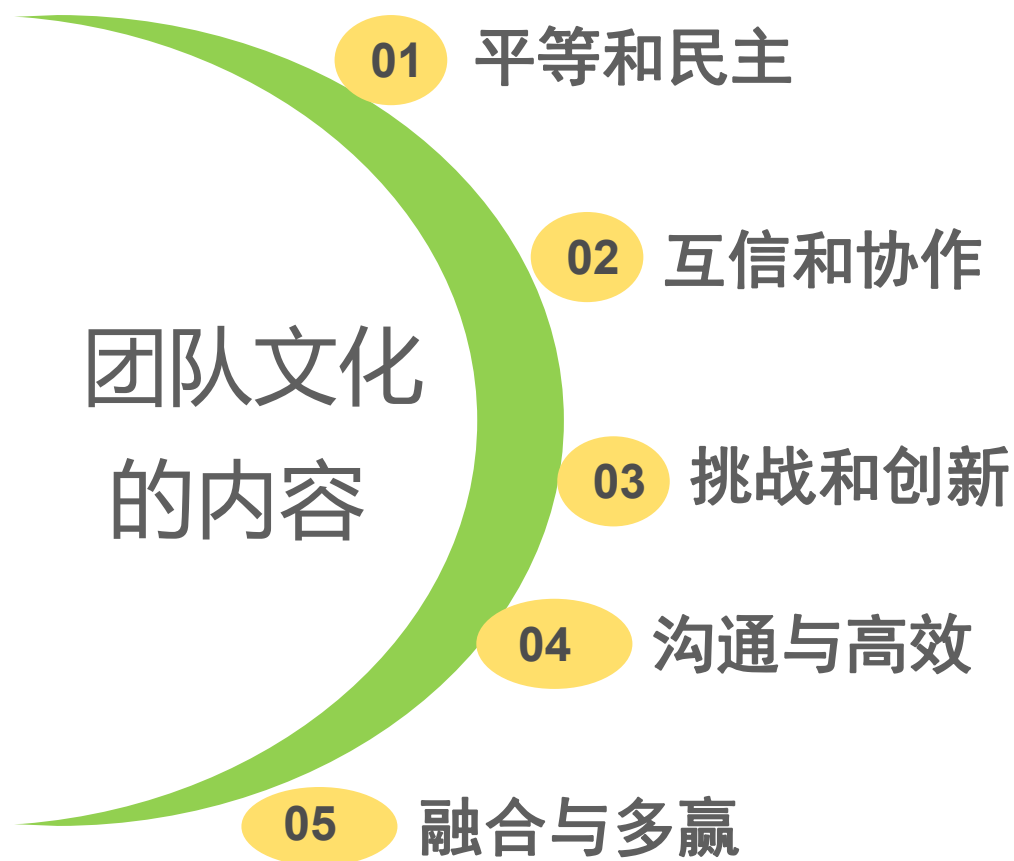 01 平等和民主
02 互信和协作
团队文化
的内容
03 挑战和创新
04 沟通与高效
05 融合与多赢